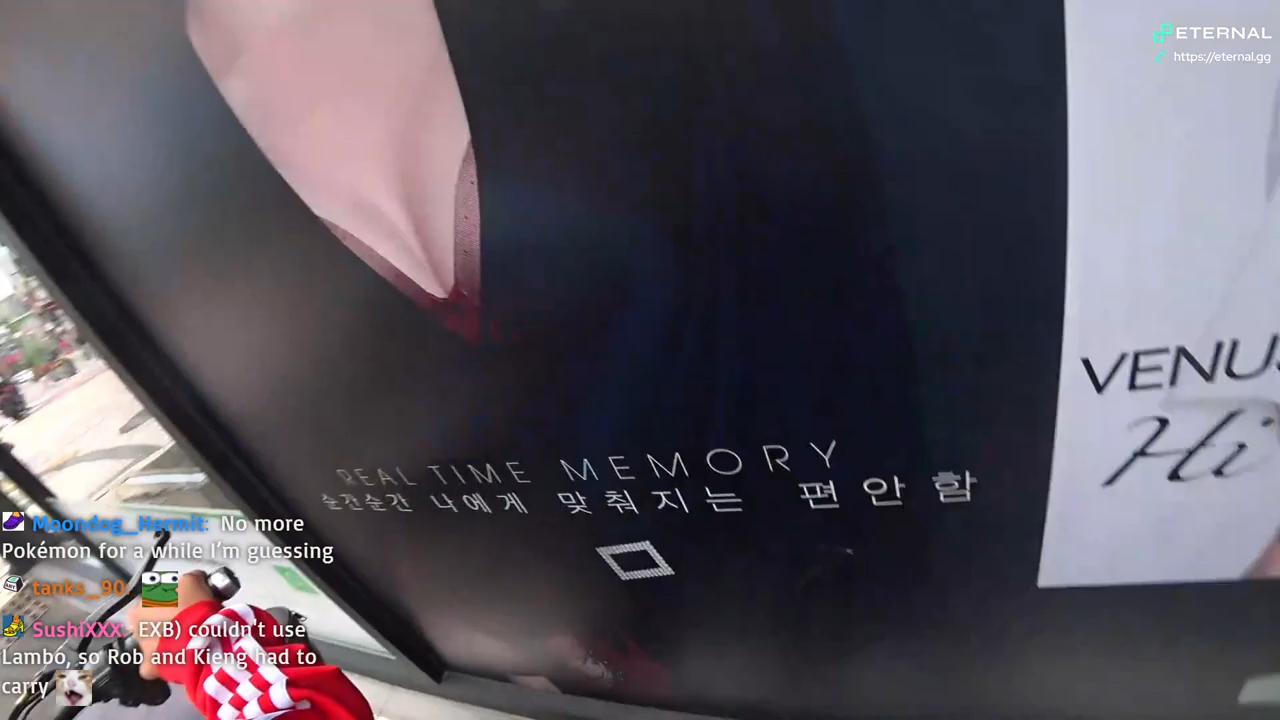 ETERNAL
https://eternal.gg
VENUS
Hi
REAL TIME MEMORY
순간순간 나에게 맞춰지는 편안함
Moondog_Hermit: No more
Pokémon for a while I'm guessing
tanks_90:
SushiXXX: EXB) couldn't use
Lambo, so Rob and Kieng had to
carry